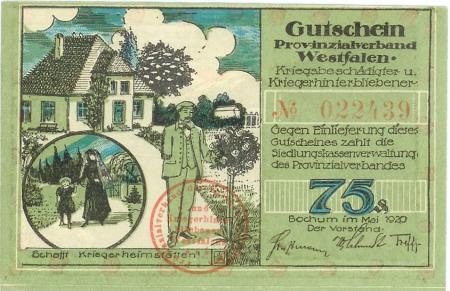 Gutschein
Provinzialverband
Westfalen.
Kriegsbeschädigter u.
Kriegerhinterbliebener
№ 022439
Gegen Einlieferung dieses
Gutscheines zahlt die
Siedlungskassenverwaltung
des Provinzialverbandes
75
Bochum im Mai 1920
Der Vorstand.
Schafft Kriegerheimstätten